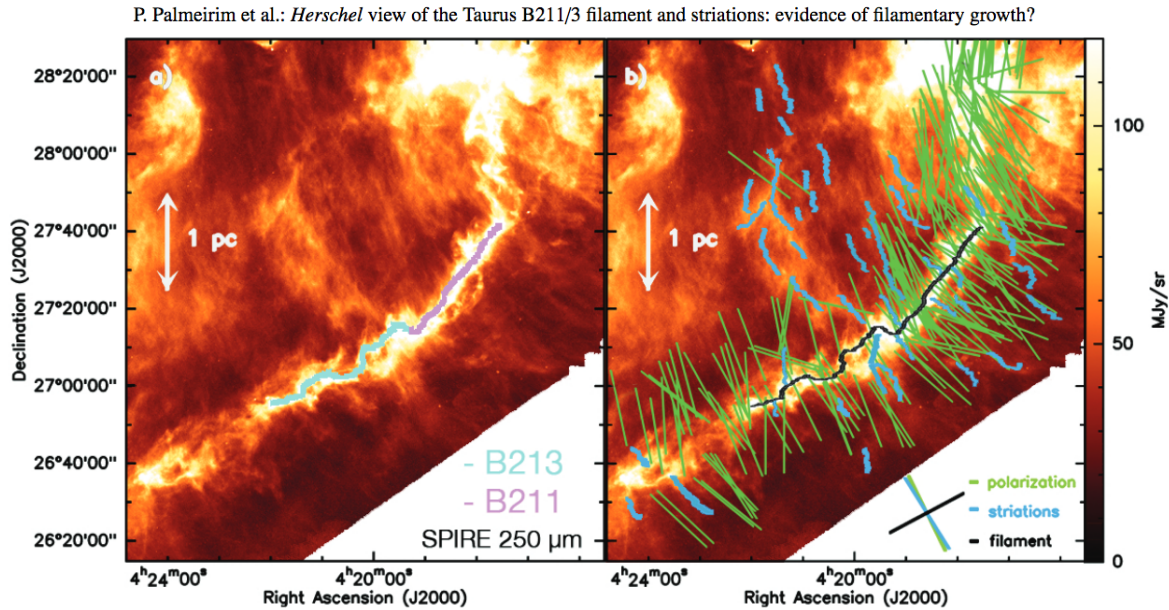 P. Palmeirim et al.: Herschel view of the Taurus B211/3 filament and striations: evidence of filamentary growth?
a)
b)
28°20'00"
28°00'00"
27°40'00"
27°20'00"
27°00'00"
26°40'00"
26°20'00"
Declination (J2000)
1 pc
1 pc
- B213
- B211
SPIRE 250 µm
polarization
striations
filament
100
50
0
MJy/sr
4h24m00s
4h20m00s
4h24m00s
4h20m00s
Right Ascension (J2000)
Right Ascension (J2000)